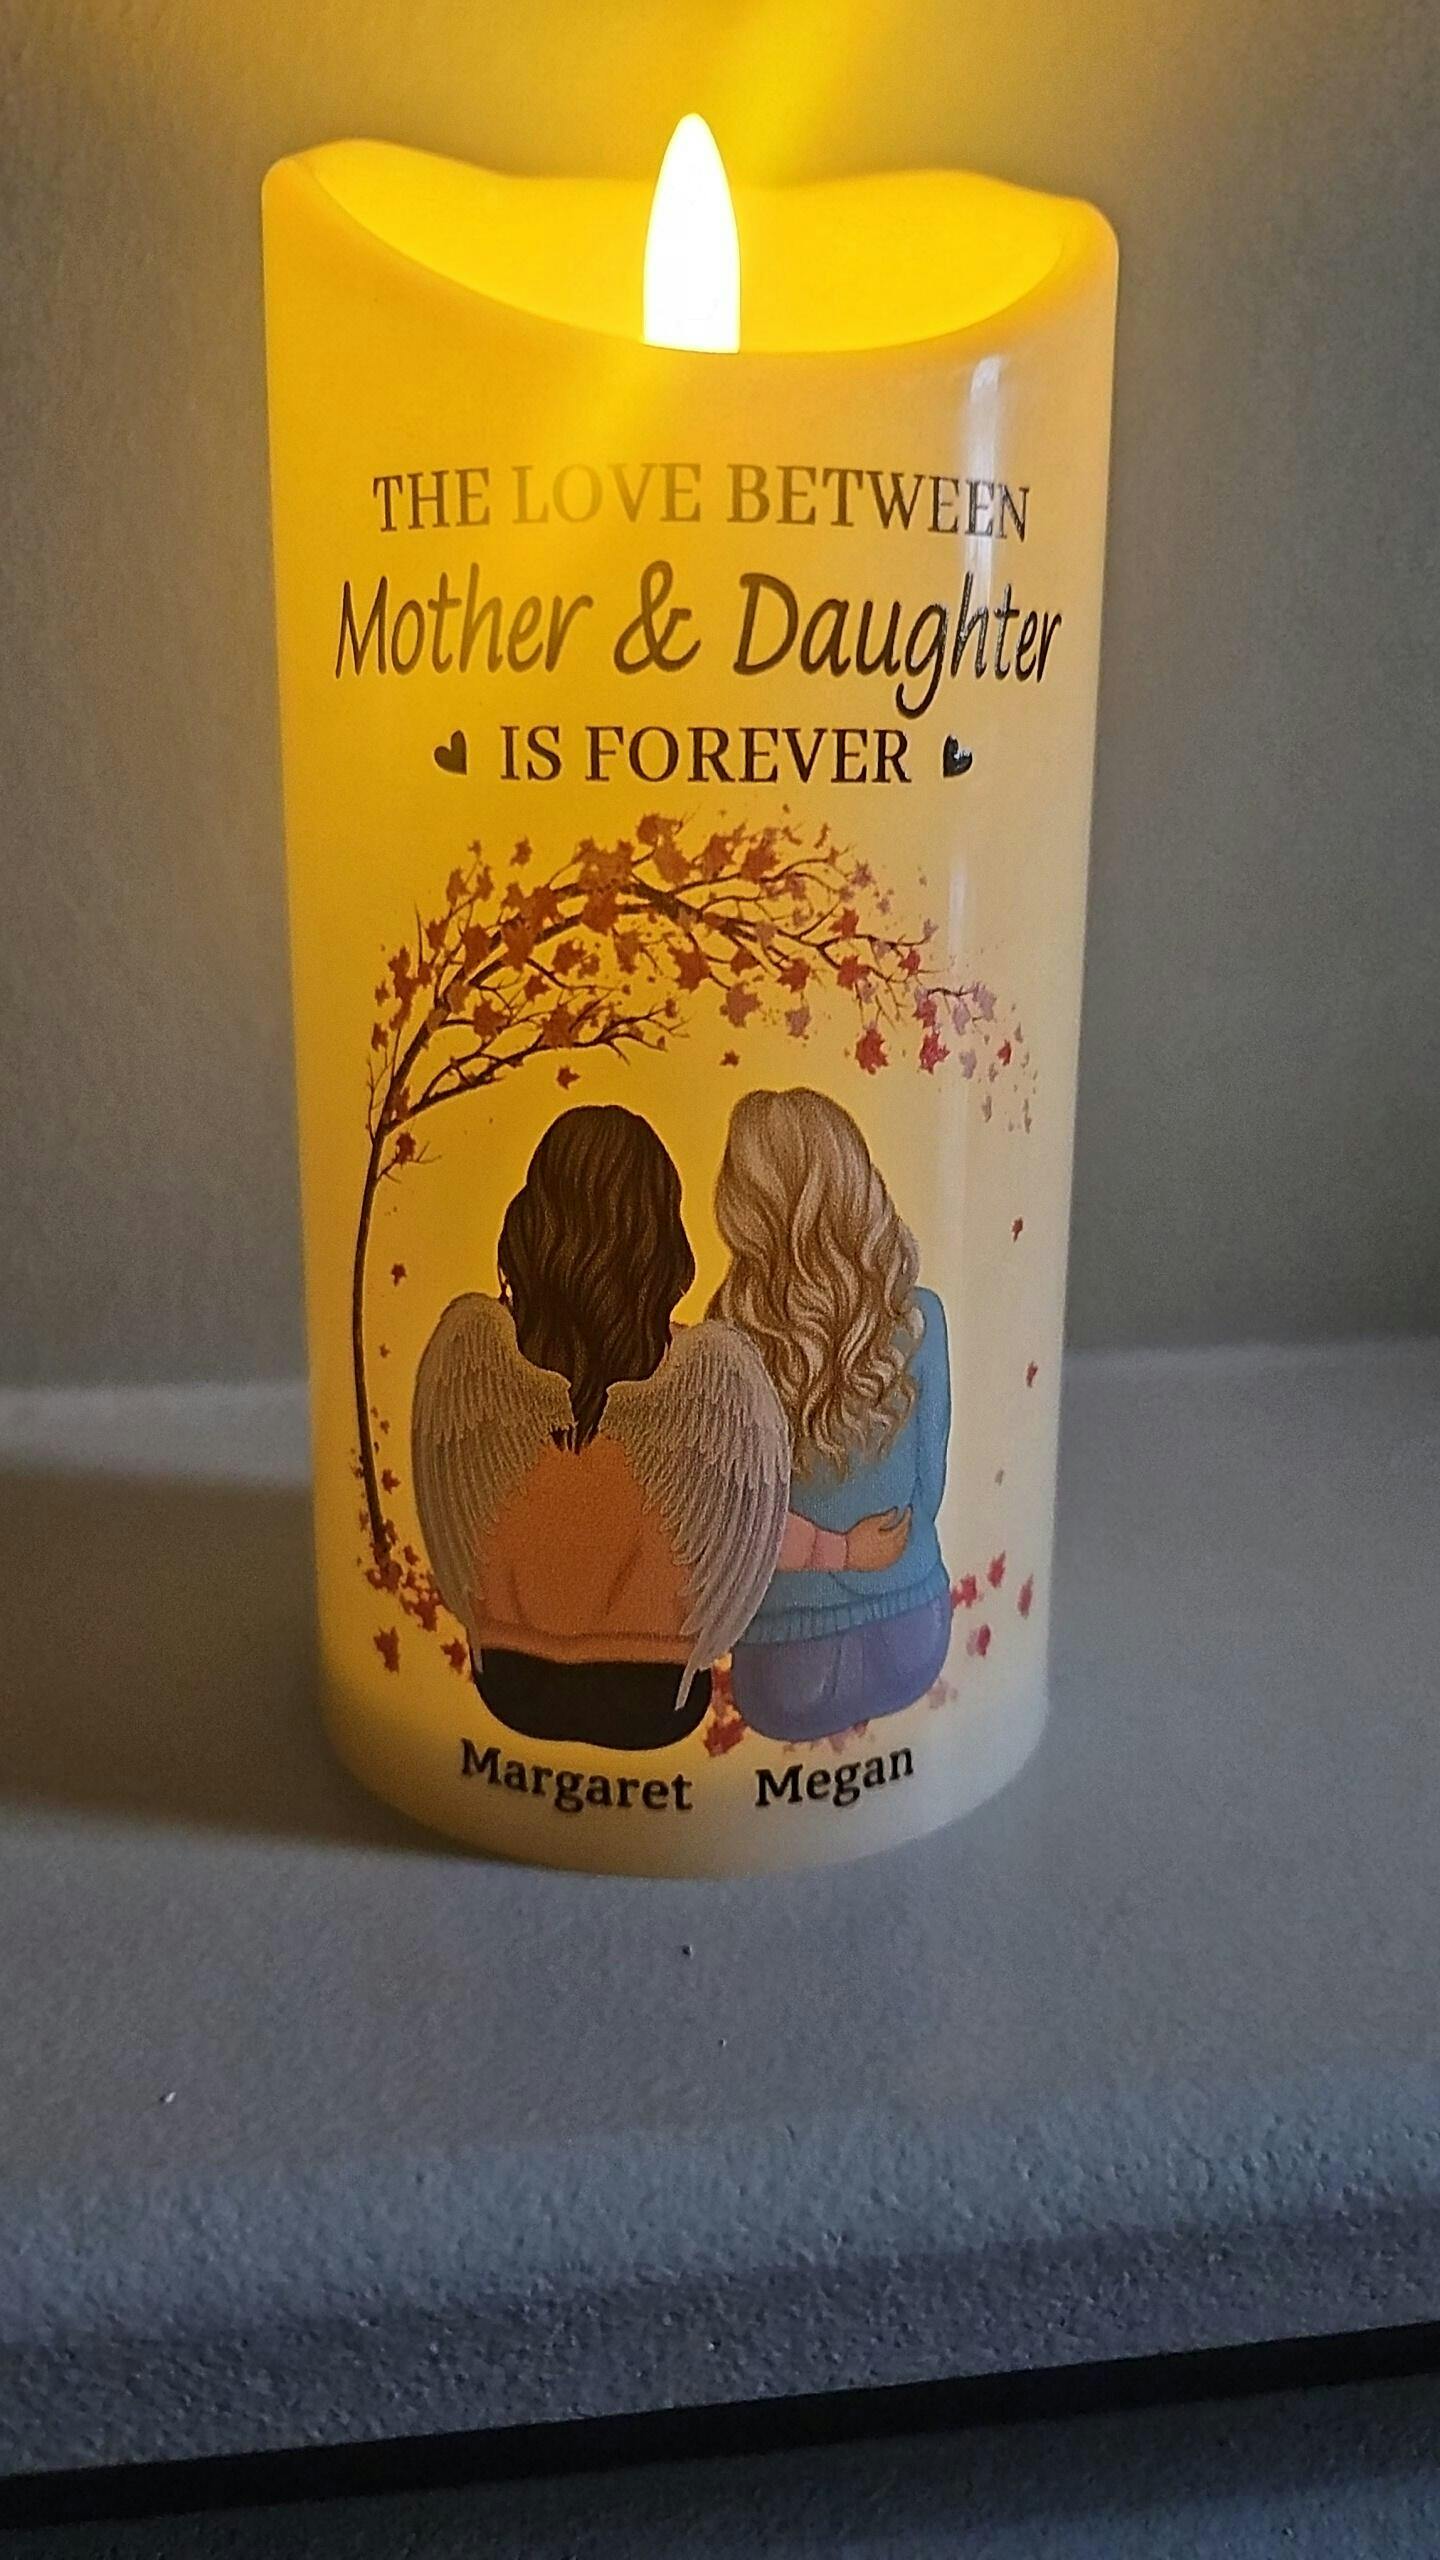 THE LOVE BETWEEN
Mother & Daughter
IS FOREVER
Margaret Megan